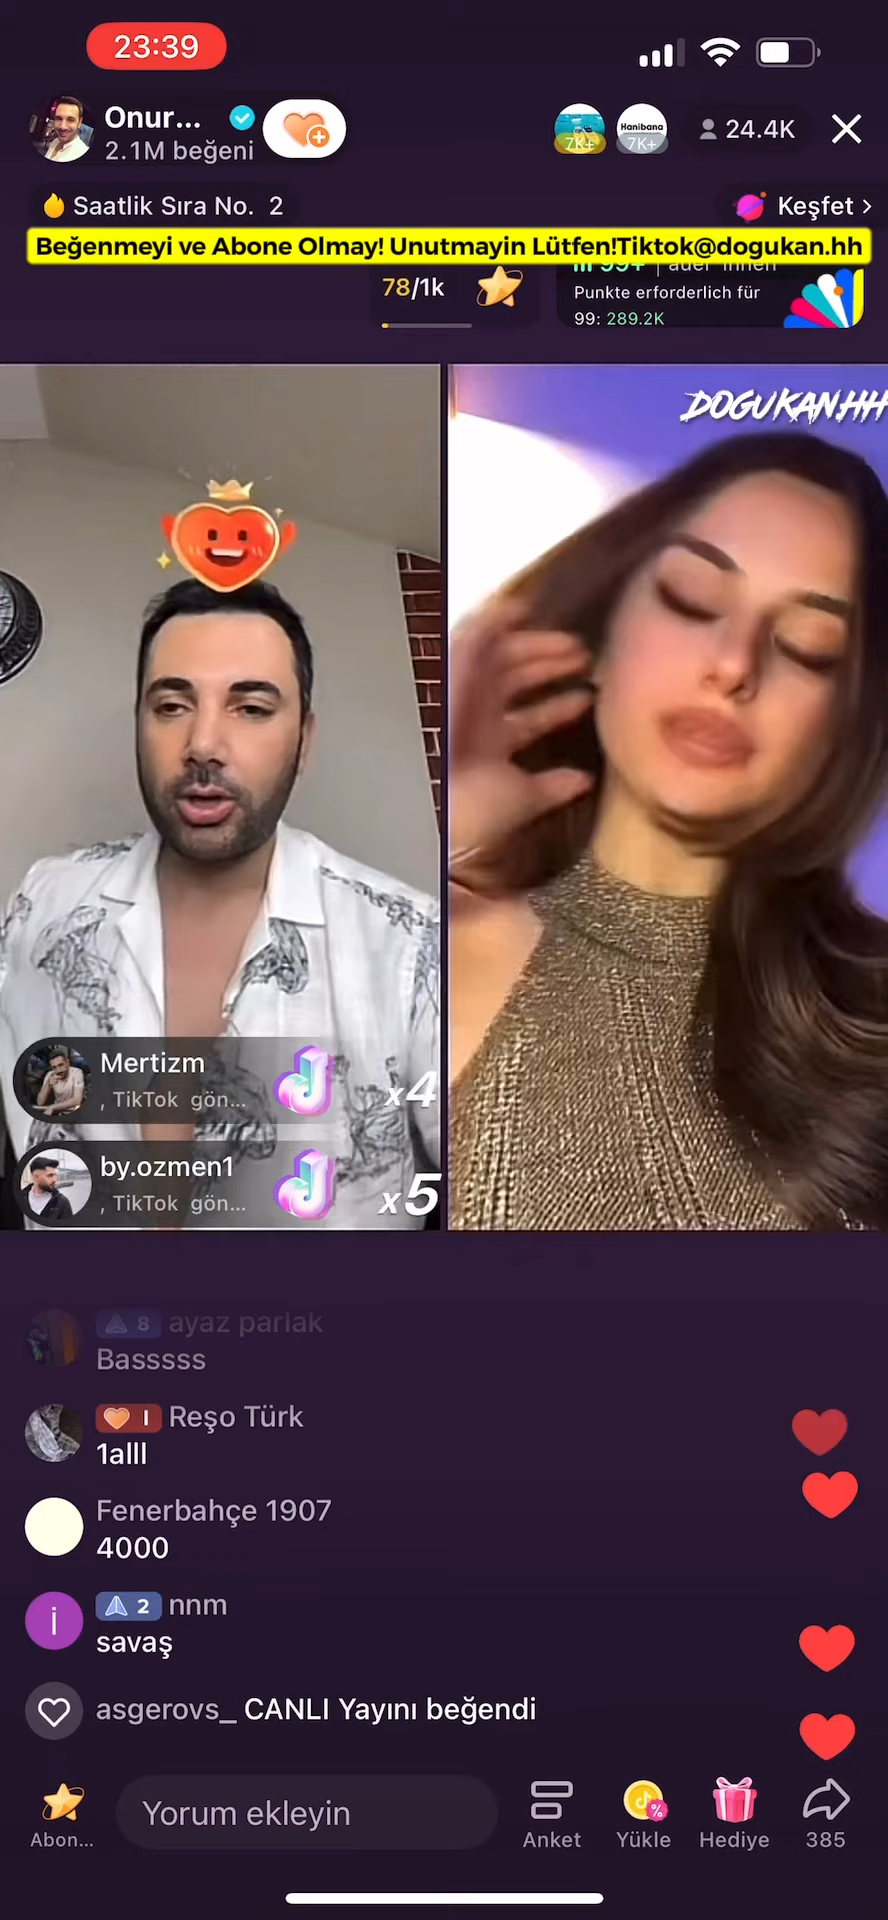 23:39
Onur...
2.1M beğeni
7K+
Hanibana
7K+
24.4K
Saatlik Sıra No. 2
Keşfet
Beğenmeyi ve Abone Olmay! Unutmayin Lütfen!Tiktok@dogukan.hh
78/1k
99+
Punkte erforderlich für
99: 289.2K
DOGUKAN.HH
Mertizm
, TikTok gön...
x4
by.ozmen1
, TikTok gön...
x5
8 ayaz parlak
Basssss
I Reşo Türk
1alll
Fenerbahçe 1907
4000
i
2 nnm
savaş
asgerovs_ CANLI Yayını beğendi
Abon...
Yorum ekleyin
Anket
Yükle
Hediye
385